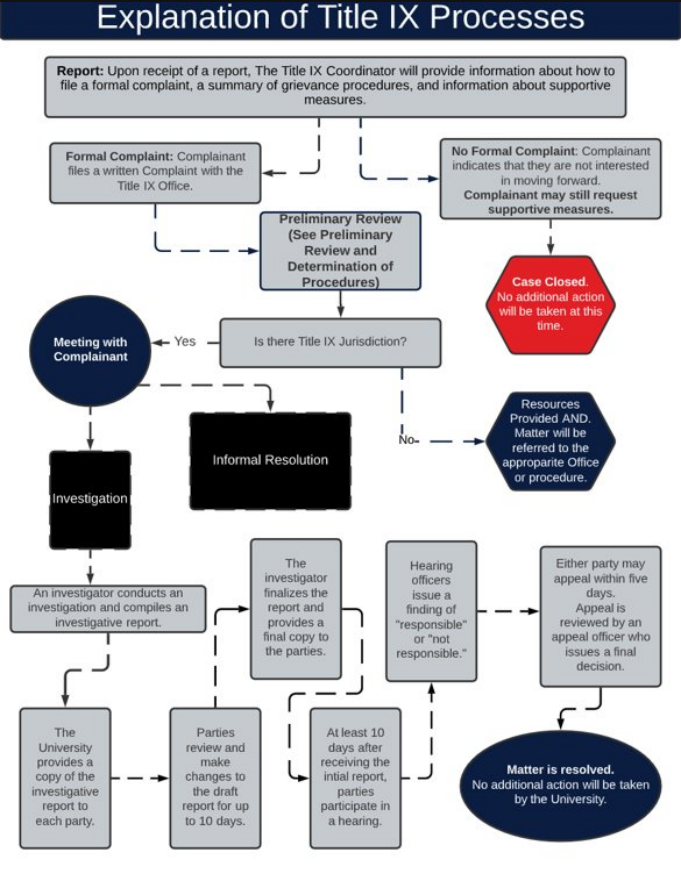 Explanation of Title IX Processes
Report: Upon receipt of a report, The Title IX Coordinator will provide information about how to
file a formal complaint, a summary of grievance procedures, and information about supportive
measures.
Formal Complaint: Complainant
files a written Complaint with the
Title IX Office.
No Formal Complaint: Complainant
indicates that they are not interested
in moving forward.
Complainant may still request
supportive measures.
Preliminary Review
(See Preliminary
Review and
Determination of
Procedures)
Case Closed.
No additional action
will be taken at this
time.
Meeting with
Complainant
Yes
Is there Title IX Jurisdiction?
No
Resources
Provided AND.
Matter will be
referred to the
approparite Office
or procedure.
Informal Resolution
Investigation
An investigator conducts an
investigation and compiles an
investigative report.
The
University
provides a
copy of the
investigative
report to
each party.
Parties
review and
make
changes to
the draft
report for up
to 10 days.
The
investigator
finalizes the
report and
provides a
final copy to
the parties.
At least 10
days after
receiving the
intial report,
parties
participate in
a hearing.
Hearing
officers
issue a
finding of
"responsible"
or "not
responsible."
Either party may
appeal within five
days.
Appeal is
reviewed by an
appeal officer who
issues a final
decision.
Matter is resolved.
No additional action will be taken
by the University.